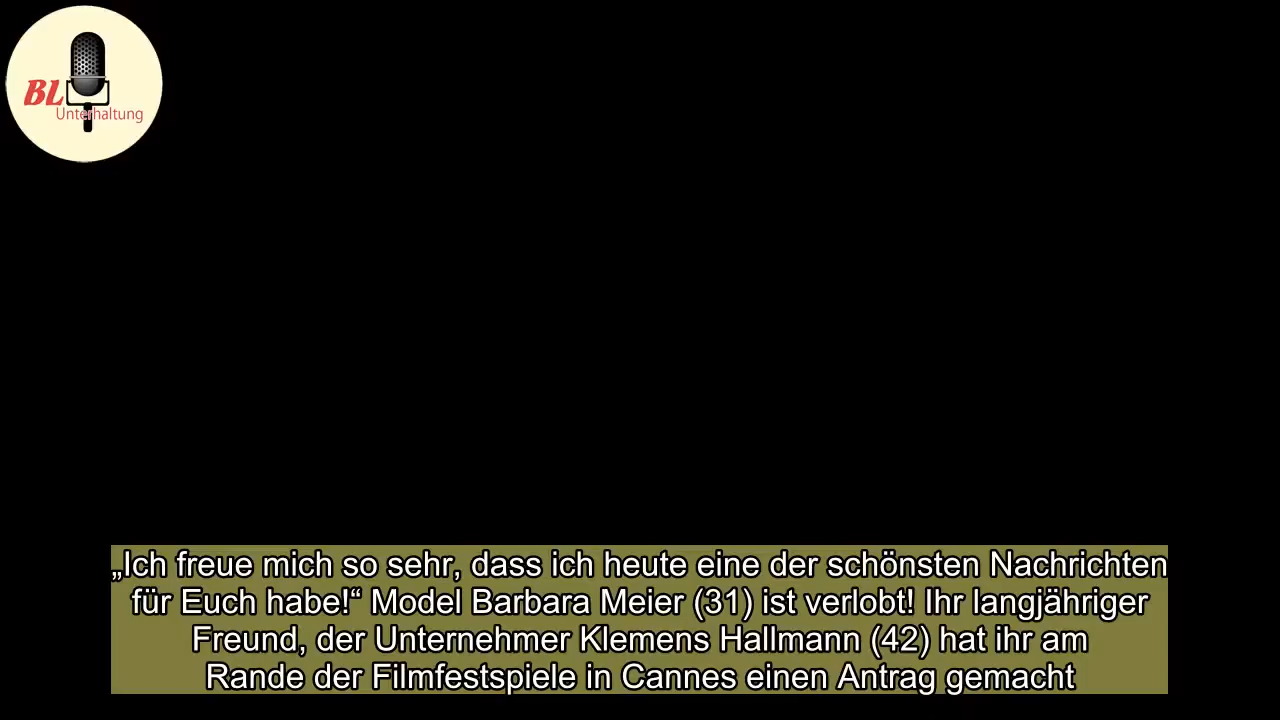 BL
Unterhaltung
„Ich freue mich so sehr, dass ich heute eine der schönsten Nachrichten
für Euch habe!“ Model Barbara Meier (31) ist verlobt! Ihr langjähriger
Freund, der Unternehmer Klemens Hallmann (42) hat ihr am
Rande der Filmfestspiele in Cannes einen Antrag gemacht